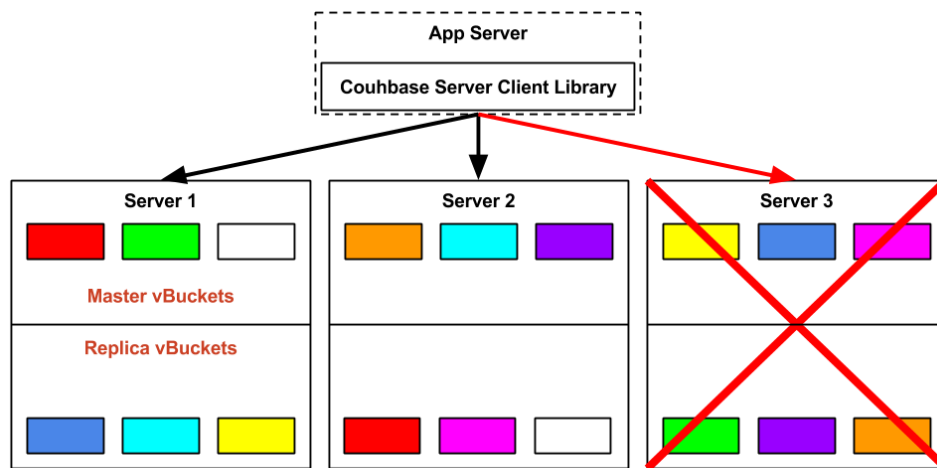 App Server
Couhbase Server Client Library
Server 1
Server 2
Server 3
Master vBuckets
Replica vBuckets